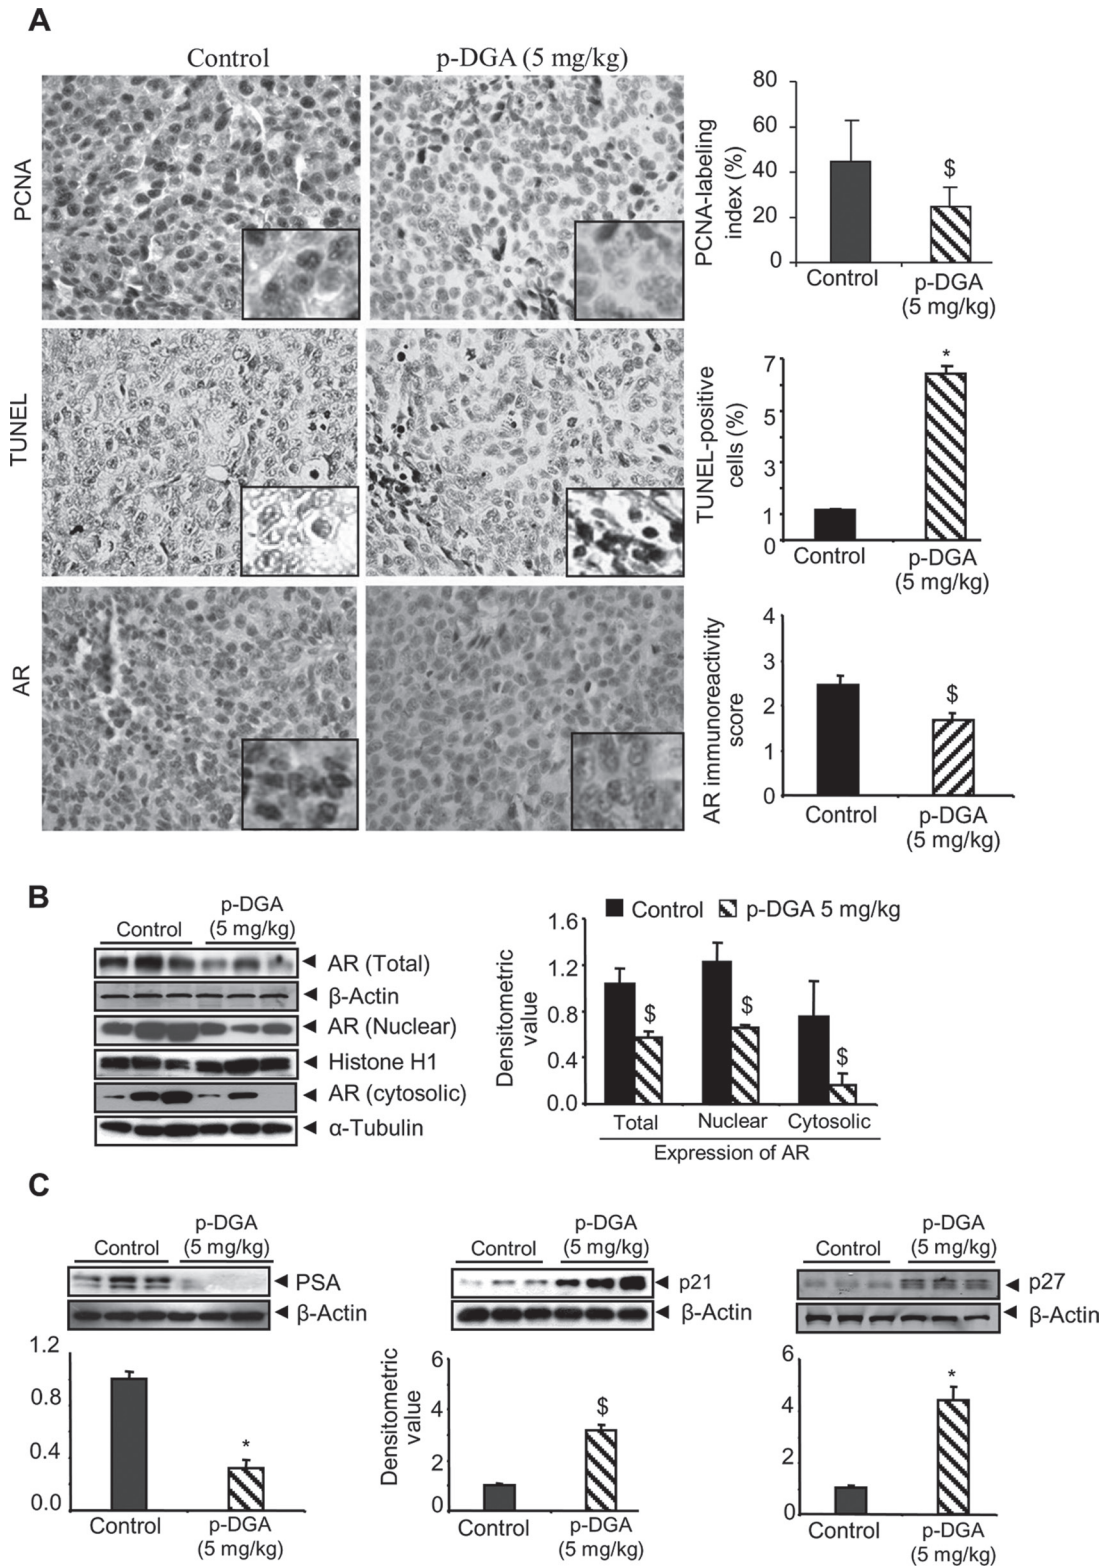 A
Control
p-DGA (5 mg/kg)
PCNA
80
60
40
20
0
PCNA-labeling
index (%)
$
Control
p-DGA
(5 mg/kg)
TUNEL
7
5
3
1
0
TUNEL-positive
cells (%)
*
Control
p-DGA
(5 mg/kg)
AR
4
3
2
1
0
AR immunoreactivity
score
$
Control
p-DGA
(5 mg/kg)
B
Control
p-DGA
(5 mg/kg)
AR (Total)
β-Actin
AR (Nuclear)
Histone H1
AR (cytosolic)
α-Tubulin
Control
p-DGA 5 mg/kg
1.6
1.2
0.8
0.4
0.0
Densitometric
value
$
$
$
Total
Nuclear
Cytosolic
Expression of AR
C
Control
p-DGA
(5 mg/kg)
PSA
β-Actin
1.2
0.8
0.4
0.0
*
Control
p-DGA
(5 mg/kg)
Control
p-DGA
(5 mg/kg)
p21
β-Actin
Densitometric
value
6
4
2
0
$
Control
p-DGA
(5 mg/kg)
Control
p-DGA
(5 mg/kg)
p27
β-Actin
6
4
2
0
*
Control
p-DGA
(5 mg/kg)